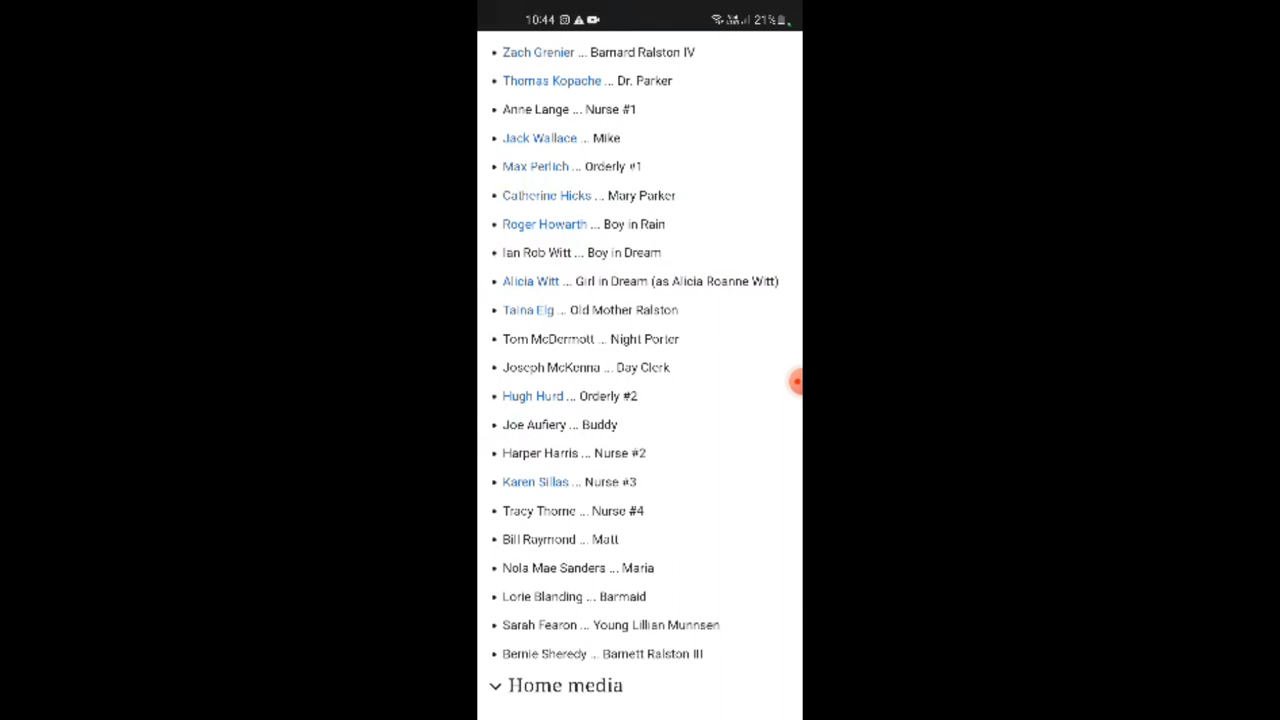 10:44 21%
Zach Grenier ... Barnard Ralston IV
Thomas Kopache ... Dr. Parker
Anne Lange ... Nurse #1
Jack Wallace ... Mike
Max Perlich ... Orderly #1
Catherine Hicks ... Mary Parker
Roger Howarth ... Boy in Rain
Ian Rob Witt ... Boy in Dream
Alicia Witt ... Girl in Dream (as Alicia Roanne Witt)
Taina Elg ... Old Mother Ralston
Tom McDermott ... Night Porter
Joseph McKenna ... Day Clerk
Hugh Hurd ... Orderly #2
Joe Aufiery ... Buddy
Harper Harris ... Nurse #2
Karen Sillas ... Nurse #3
Tracy Thorne ... Nurse #4
Bill Raymond ... Matt
Nola Mae Sanders ... Maria
Lorie Blanding ... Barmaid
Sarah Fearon ... Young Lillian Munnsen
Bernie Sheredy ... Barnett Ralston III
Home media